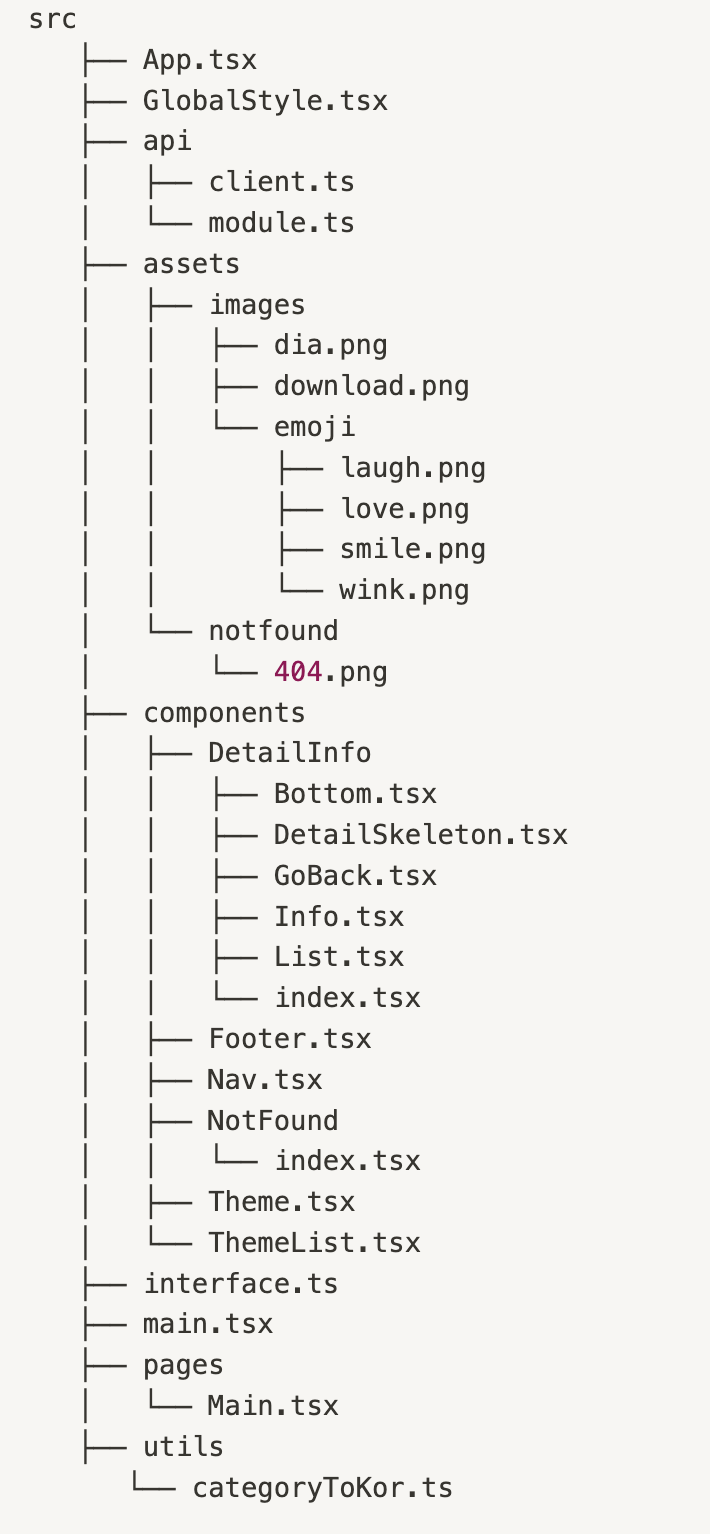 src
├── App.tsx
├── GlobalStyle.tsx
├── api
│   ├── client.ts
│   └── module.ts
├── assets
│   ├── images
│   │   ├── dia.png
│   │   ├── download.png
│   │   └── emoji
│   │       ├── laugh.png
│   │       ├── love.png
│   │       ├── smile.png
│   │       └── wink.png
│   └── notfound
│       └── 404.png
├── components
│   ├── DetailInfo
│   │   ├── Bottom.tsx
│   │   ├── DetailSkeleton.tsx
│   │   ├── GoBack.tsx
│   │   ├── Info.tsx
│   │   ├── List.tsx
│   │   └── index.tsx
│   ├── Footer.tsx
│   ├── Nav.tsx
│   ├── NotFound
│   │   └── index.tsx
│   ├── Theme.tsx
│   └── ThemeList.tsx
├── interface.ts
├── main.tsx
├── pages
│   └── Main.tsx
├── utils
   └── categoryToKor.ts